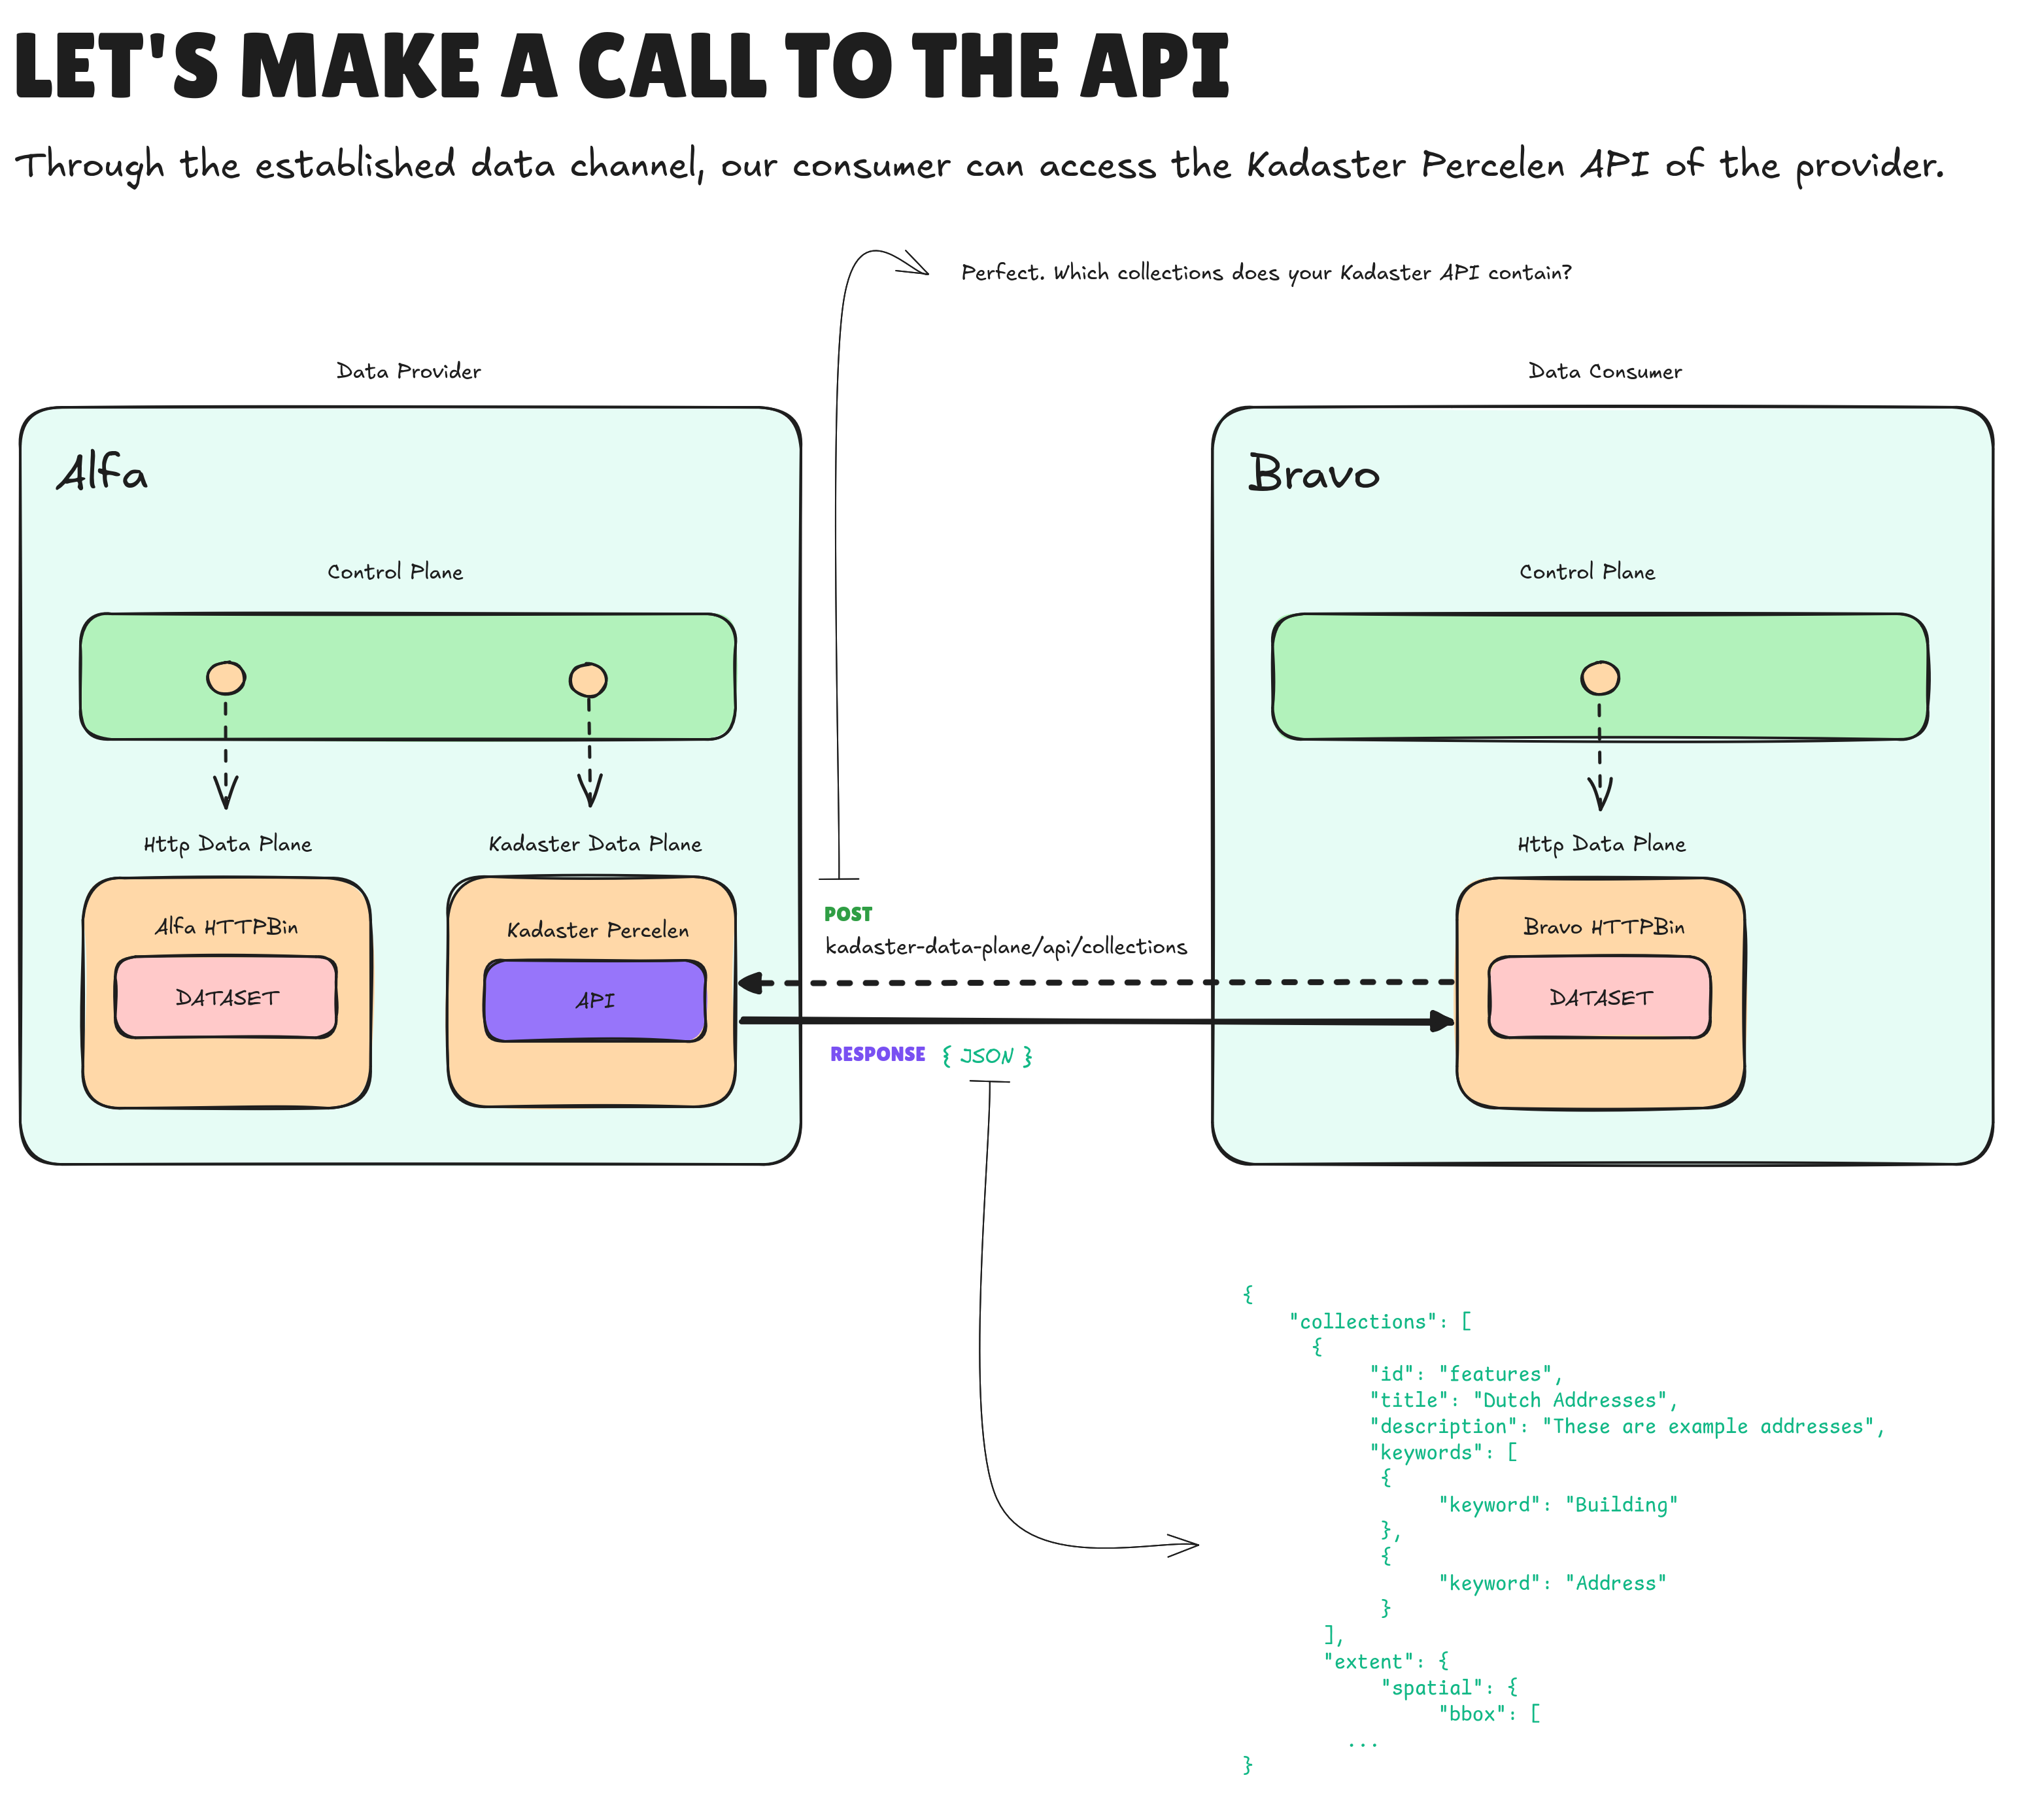 LET'S MAKE A CALL TO THE API
Through the established data channel, our consumer can access the Kadaster Percelen API of the provider.
Perfect. Which collections does your Kadaster API contain?
Data Provider
Alfa
Control Plane
Http Data Plane
Kadaster Data Plane
Alfa HTTPBin
DATASET
Kadaster Percelen
API
POST
kadaster-data-plane/api/collections
RESPONSE { JSON }
Data Consumer
Bravo
Control Plane
Http Data Plane
Bravo HTTPBin
DATASET
{
"collections": [
{
"id": "features",
"title": "Dutch Addresses",
"description": "These are example addresses",
"keywords": [
{
"keyword": "Building"
},
{
"keyword": "Address"
}
],
"extent": {
"spatial": {
"bbox": [
...
}